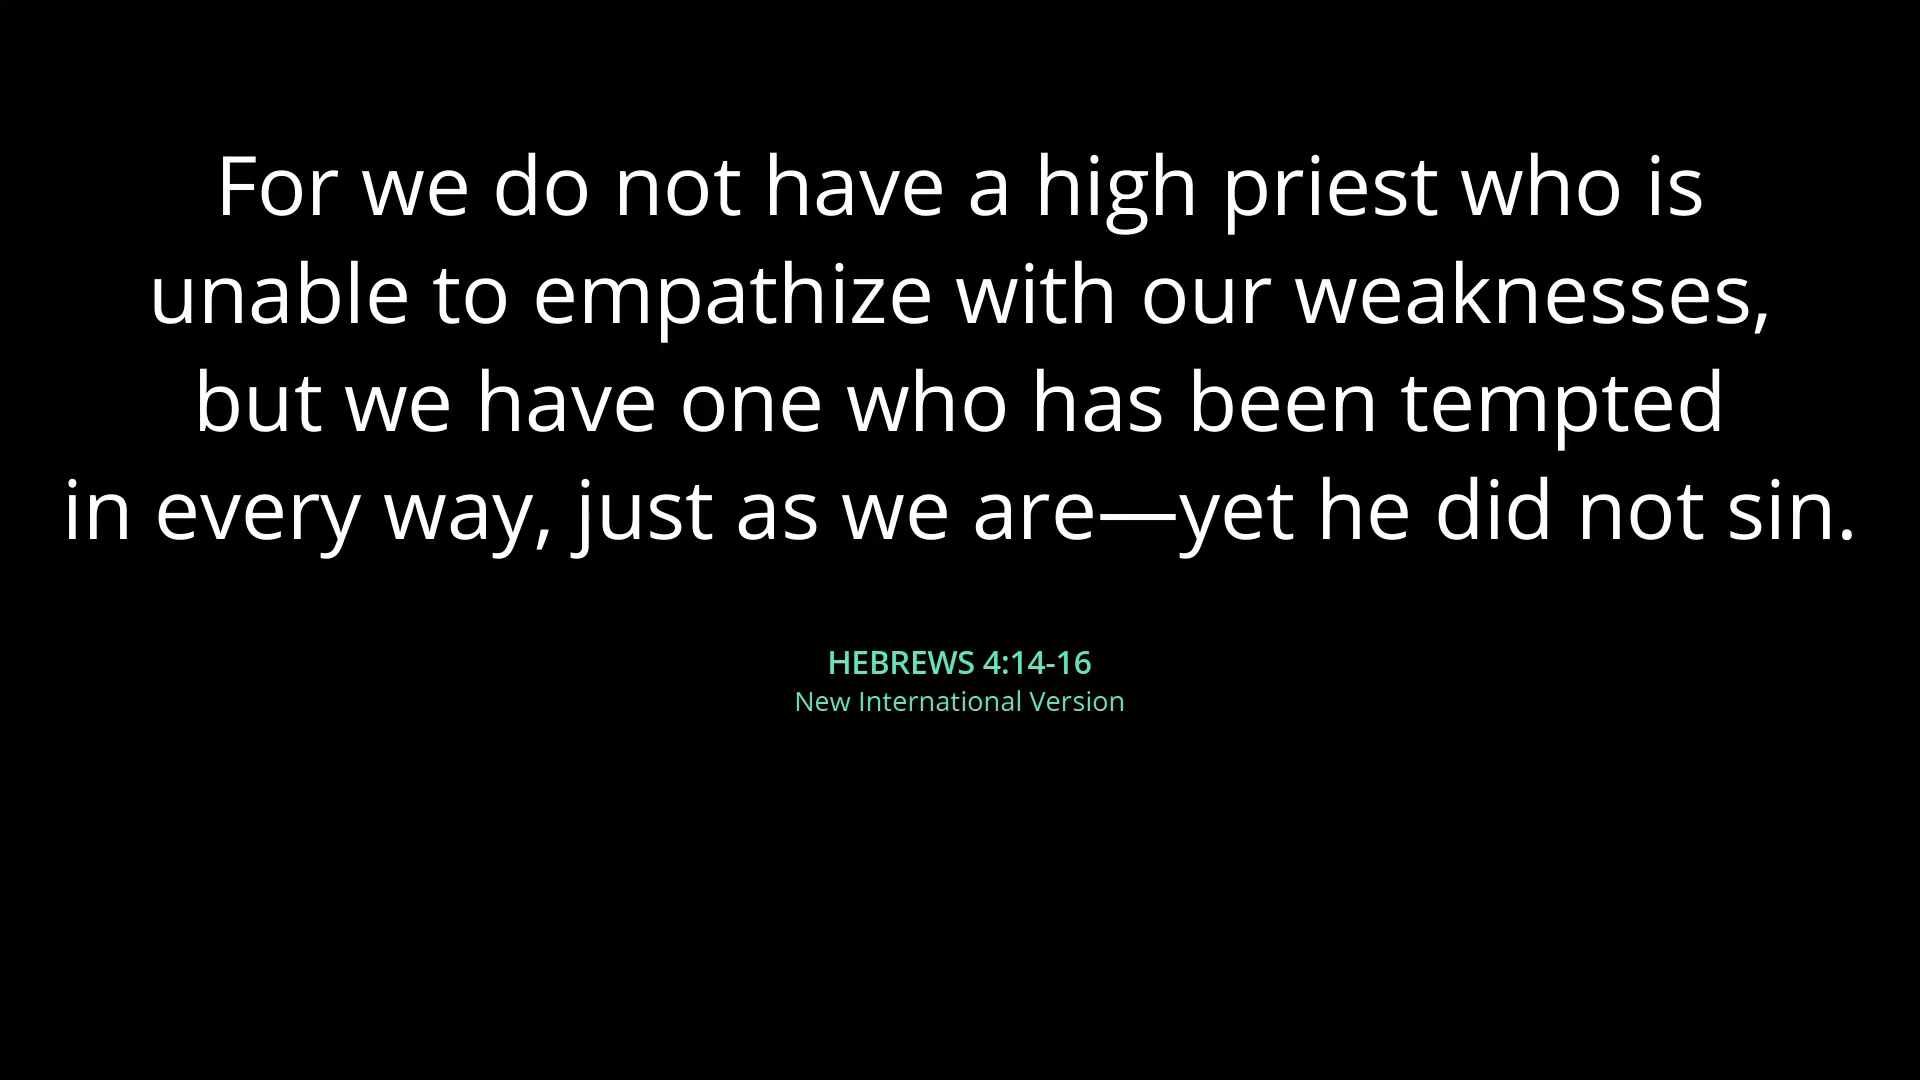 For we do not have a high priest who is
unable to empathize with our weaknesses,
but we have one who has been tempted
in every way, just as we are—yet he did not sin.
HEBREWS 4:14-16
New International Version